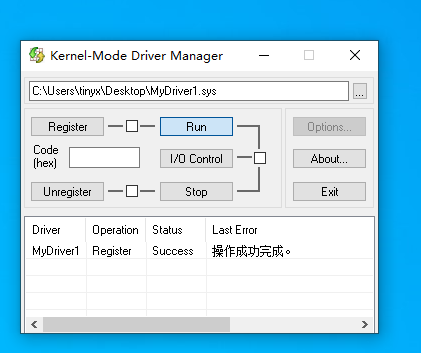 Kernel-Mode Driver Manager
C:\Users\tinyx\Desktop\MyDriver1.sys ...
Register Run Options...
Code
(hex) I/O Control About...
Unregister Stop Exit
Driver Operation Status Last Error
MyDriver1 Register Success 操作成功完成。